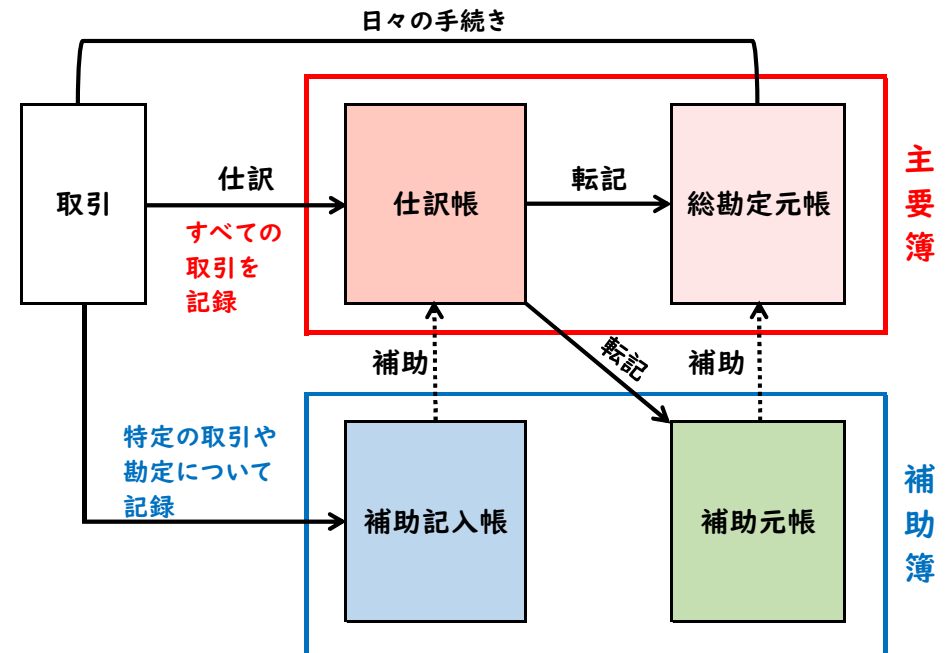 日々の手続き
取引
仕訳
すべての
取引を
記録
仕訳帳
転記
総勘定元帳
主要簿
補助
転記
補助
特定の取引や
勘定について
記録
補助記入帳
補助元帳
補助簿